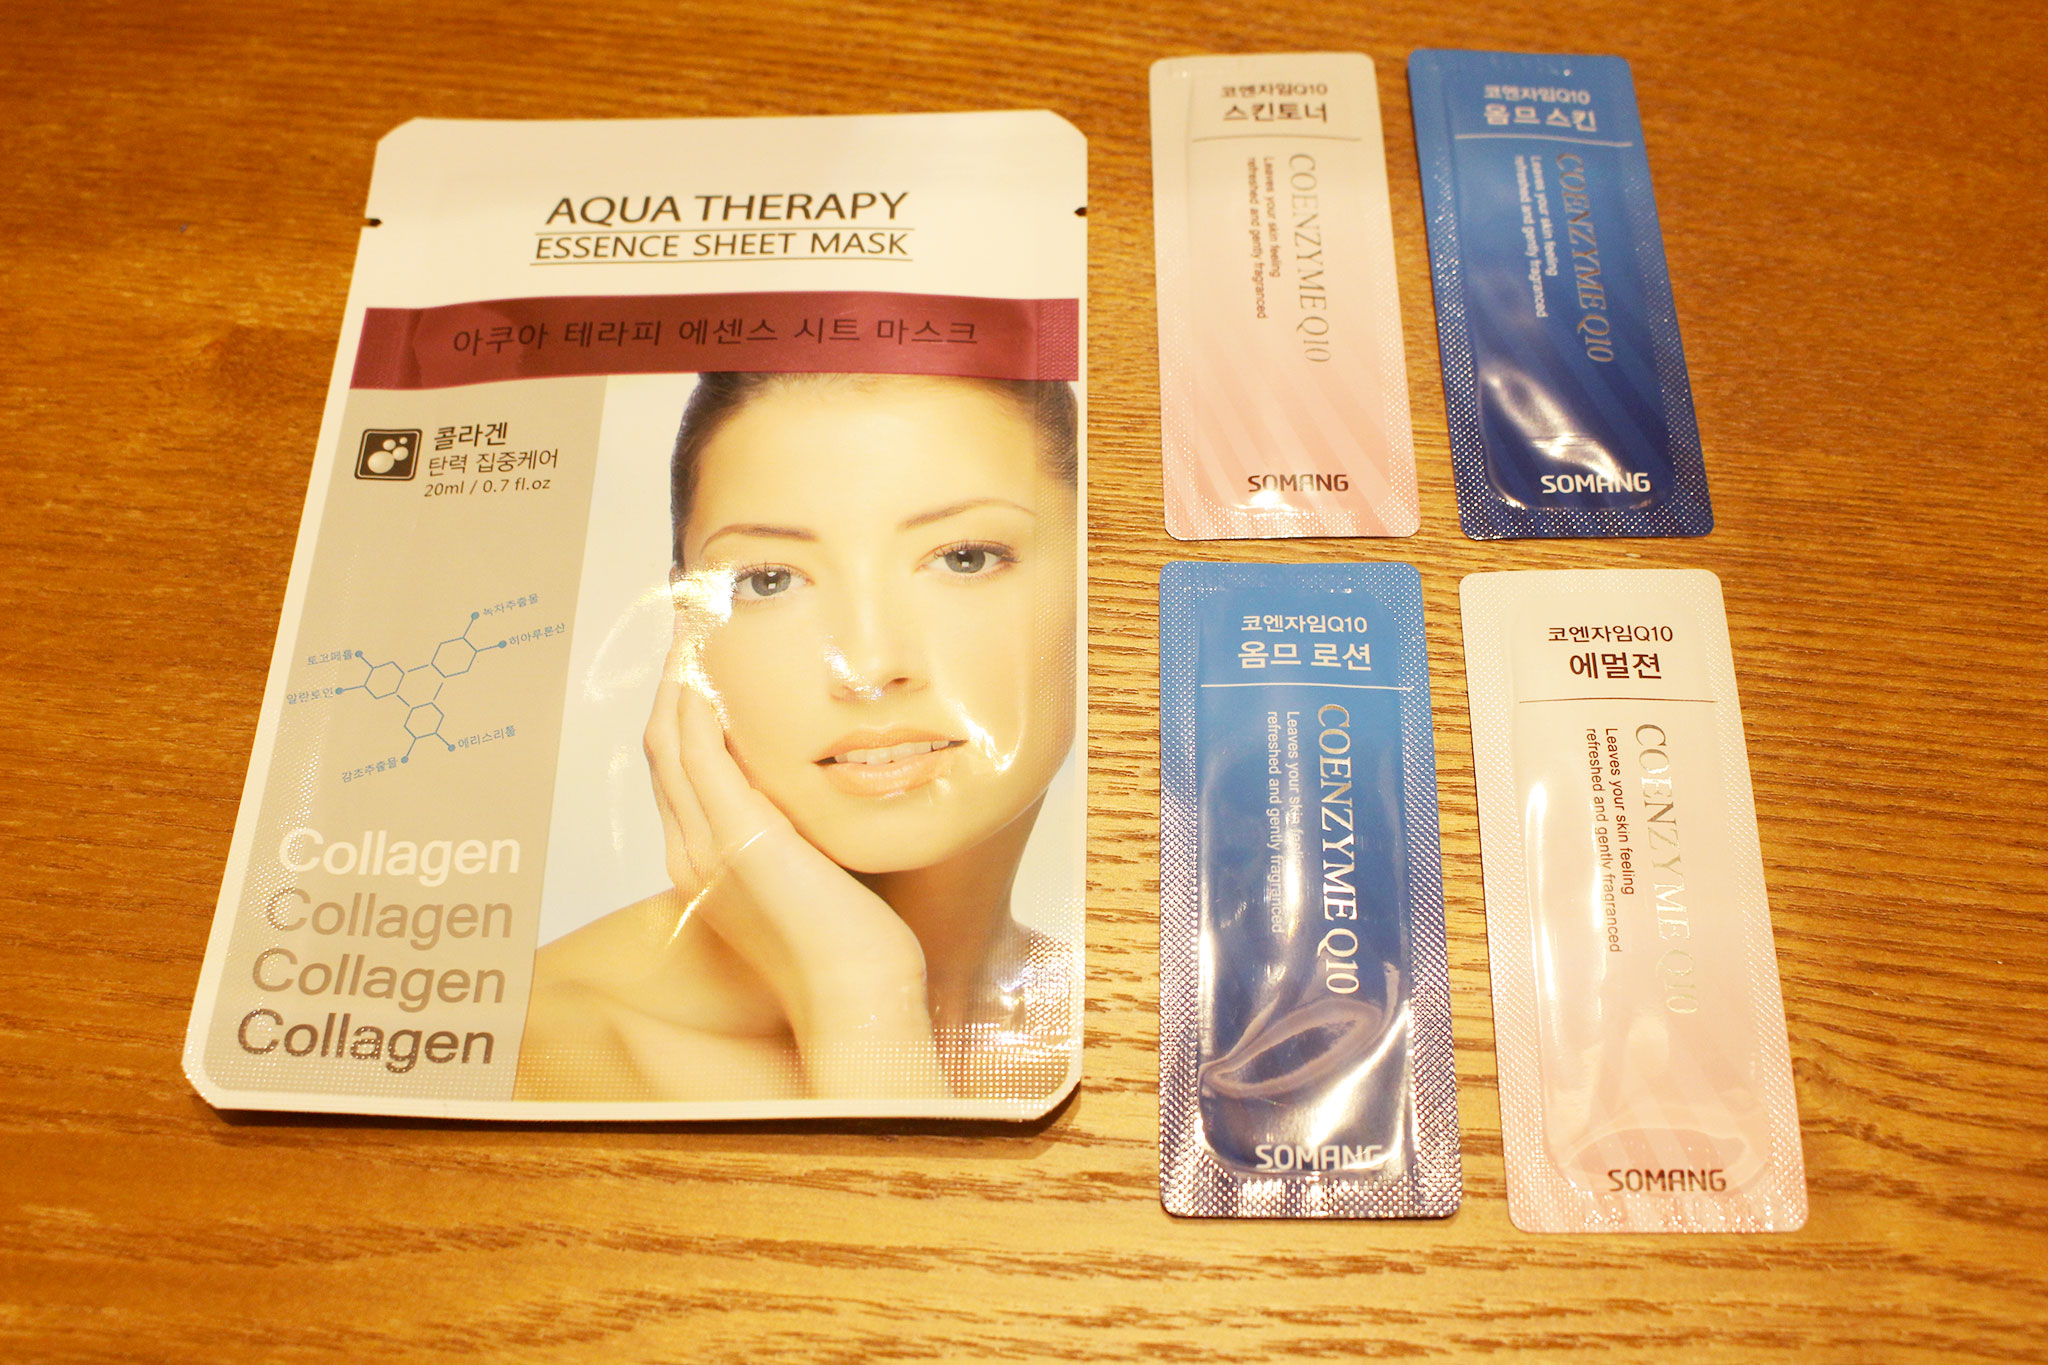 AQUA THERAPY
ESSENCE SHEET MASK
아쿠아 테라피 에센스 시트 마스크
콜라겐
탄력 집중케어
20ml / 0.7 fl.oz
녹차추출물
히아루론산
토코페롤
알란토인
에리스리톨
감초추출물
Collagen
Collagen
Collagen
Collagen
코엔자임Q10
스킨토너
COENZYME Q10
Leaves your skin feeling
refreshed and gently fragranced
SOMANG
코엔자임Q10
옴므 스킨
COENZYME Q10
Leaves your skin feeling
refreshed and gently fragranced
SOMANG
코엔자임Q10
옴므 로션
COENZYME Q10
Leaves your skin feeling
refreshed and gently fragranced
SOMANG
코엔자임Q10
에멀젼
COENZYME Q10
Leaves your skin feeling
refreshed and gently fragranced
SOMANG